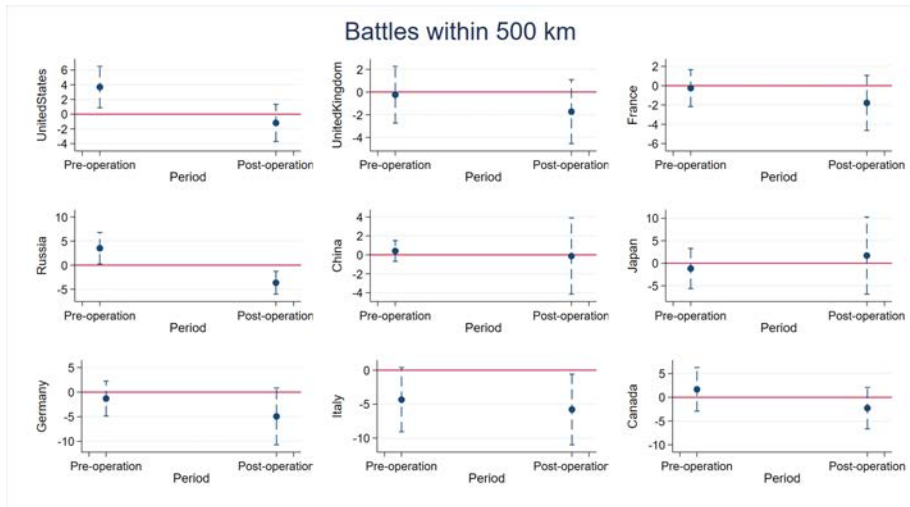 Battles within 500 km
UnitedStates
6
4
2
0
-2
-4
Pre-operation Post-operation
Period
UnitedKingdom
2
0
-2
-4
Pre-operation Post-operation
Period
France
2
0
-2
-4
-6
Pre-operation Post-operation
Period
Russia
10
5
0
-5
Pre-operation Post-operation
Period
China
4
2
0
-2
-4
Pre-operation Post-operation
Period
Japan
10
5
0
-5
Pre-operation Post-operation
Period
Germany
5
0
-5
-10
Pre-operation Post-operation
Period
Italy
0
-5
-10
Pre-operation Post-operation
Period
Canada
5
0
-5
-10
Pre-operation Post-operation
Period